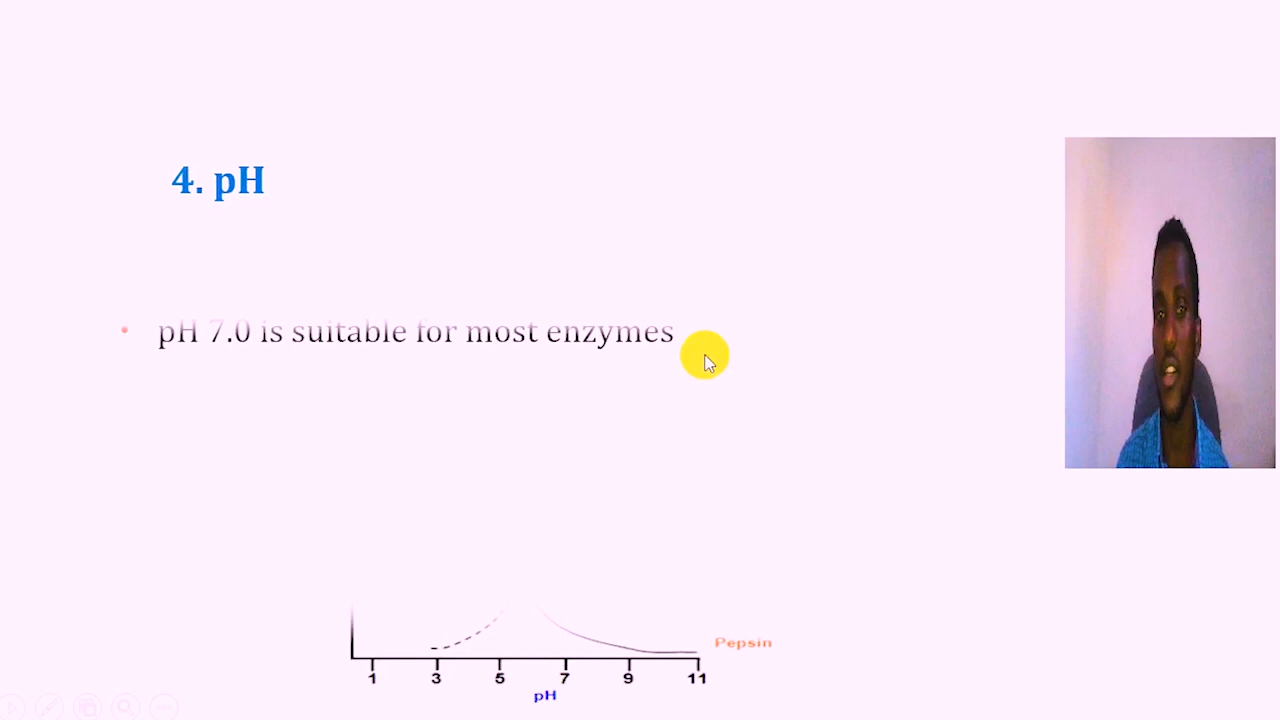 4. pH
• pH 7.0 is suitable for most enzymes
Pepsin
1 3 5 7 9 11
pH